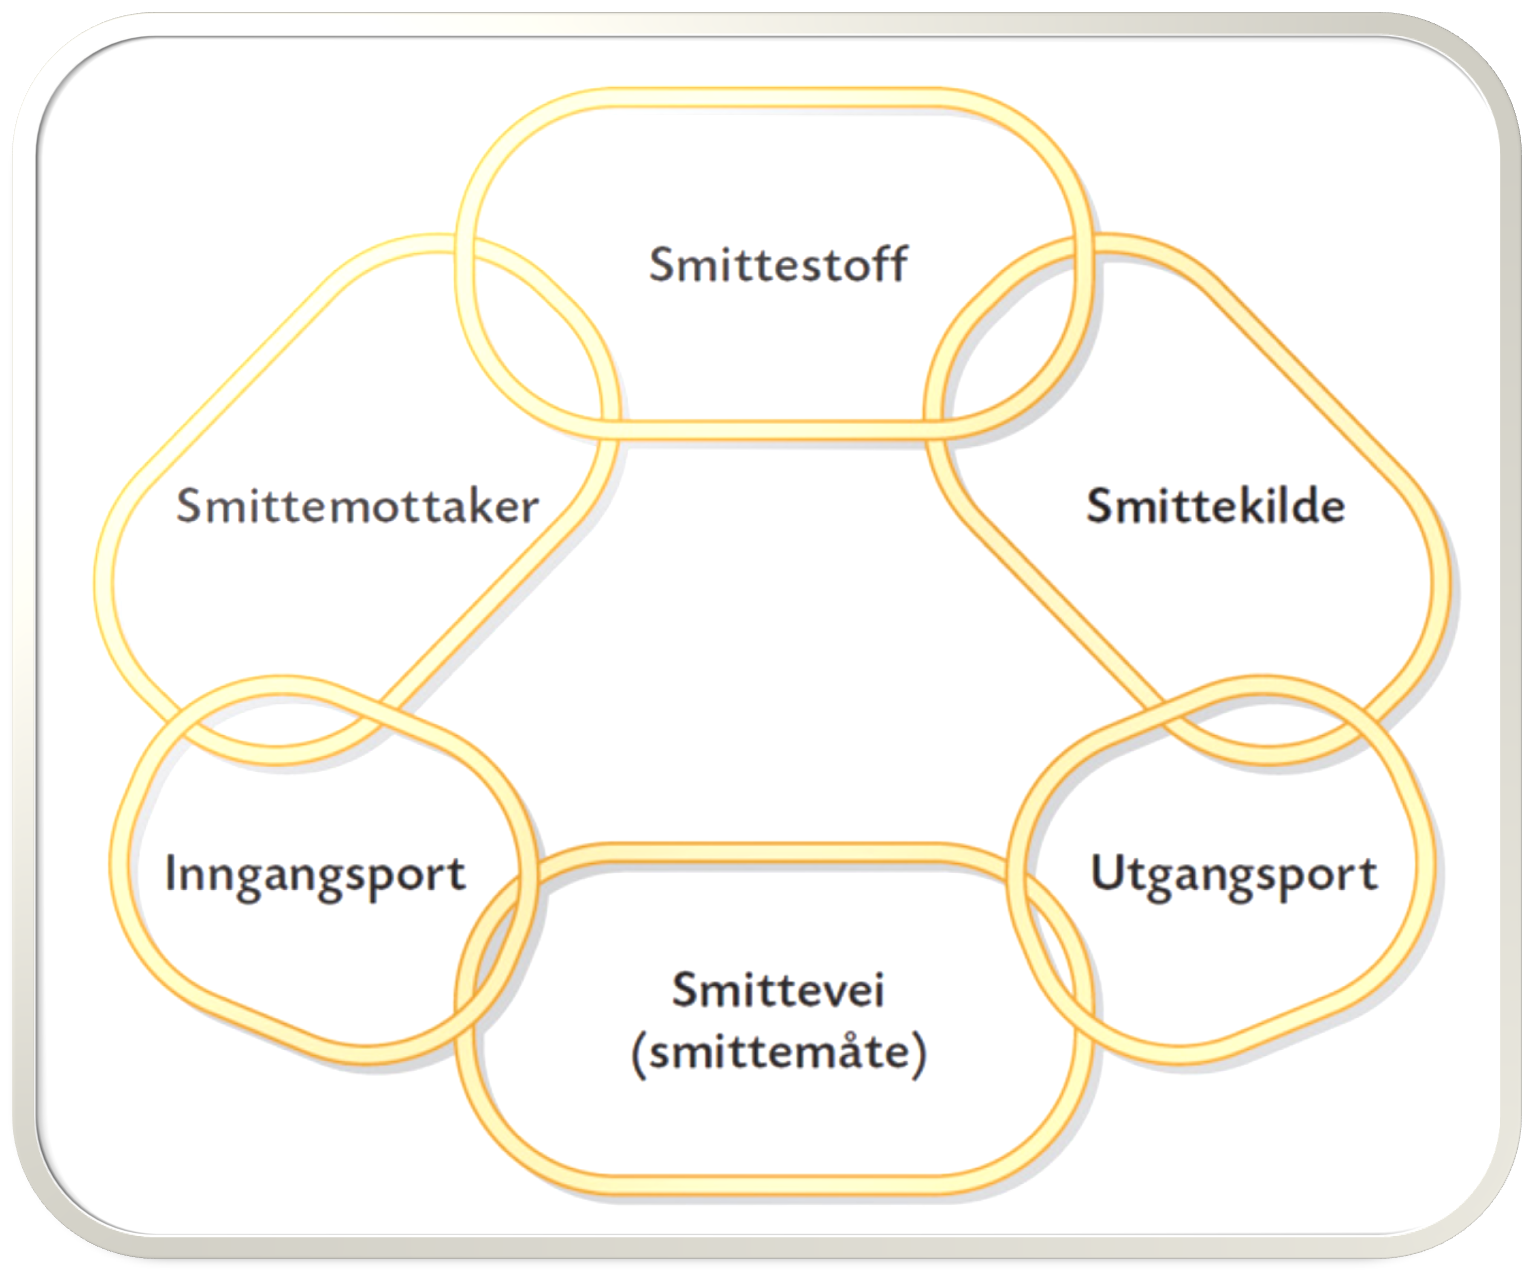 Smittestoff
Smittemottaker
Smittekilde
Inngangsport
Utgangsport
Smittevei
(smittemåte)